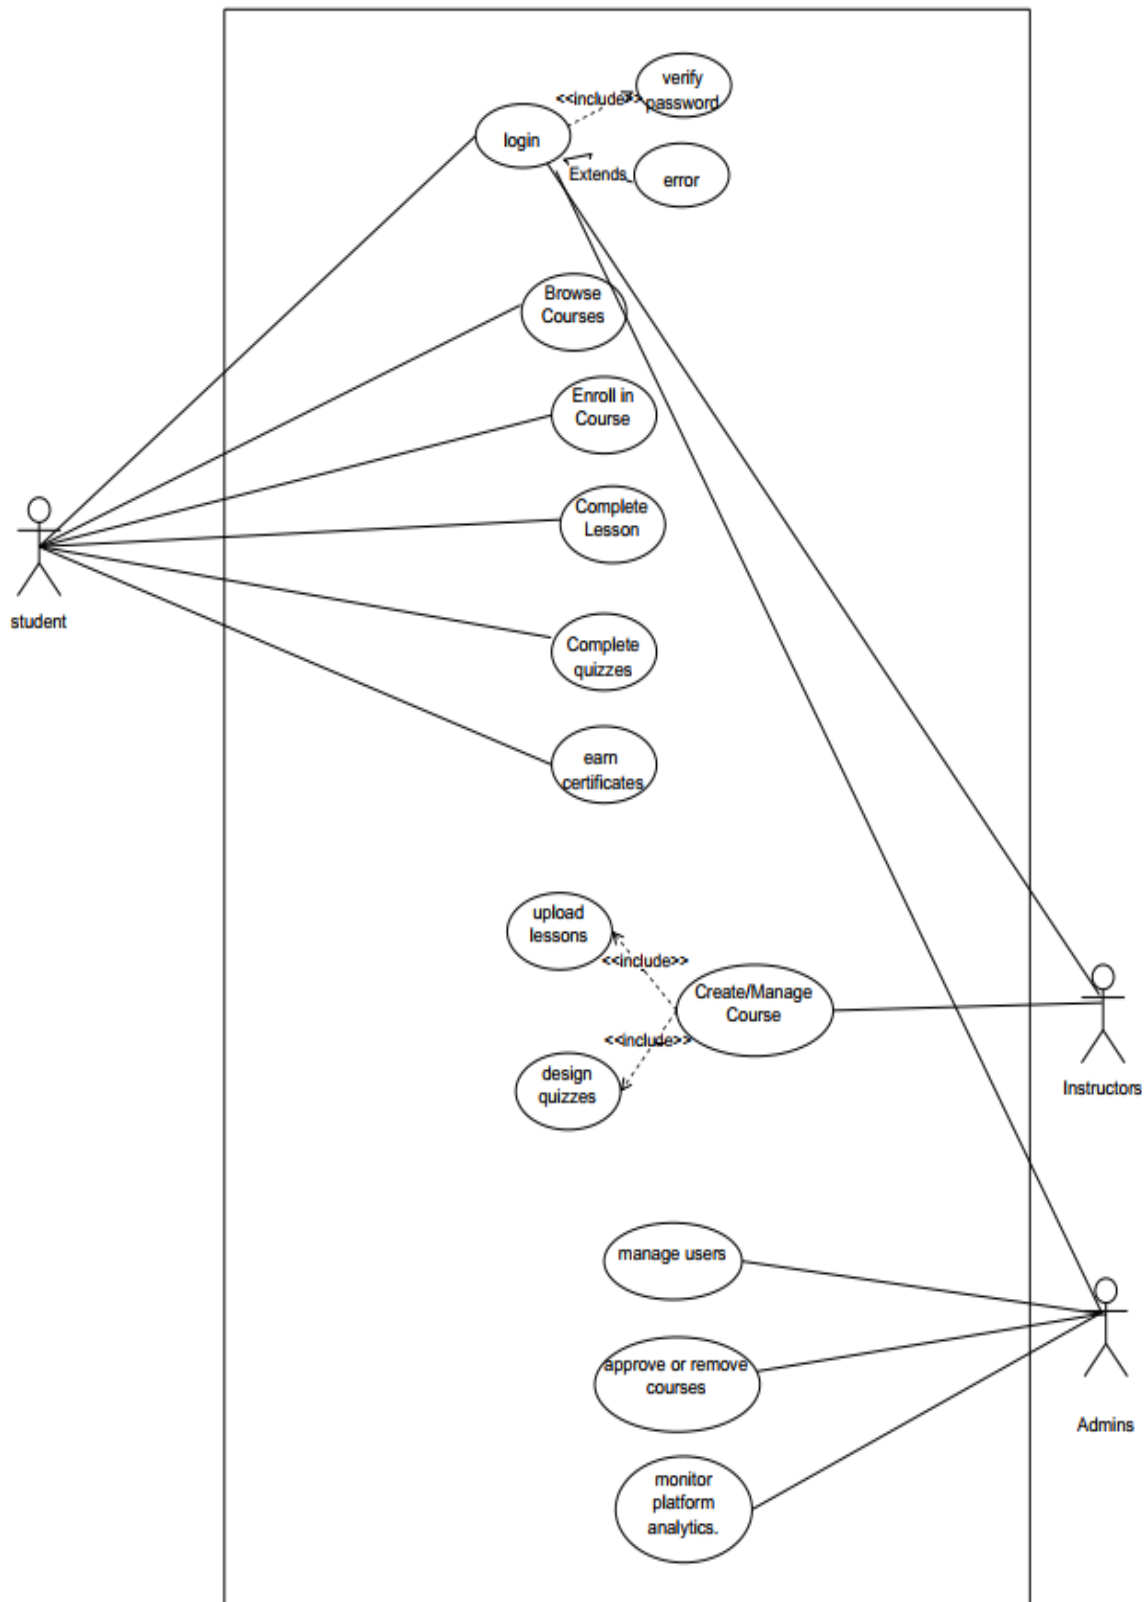 verify
<<include>>
password
login
Extends
error
Browse
Courses
Enroll in
Course
Complete
Lesson
student
Complete
quizzes
earn
certificates
upload
lessons
<<include>>
Create/Manage
Course
<<include>>
design
quizzes
Instructors
manage users
approve or remove
courses
Admins
monitor
platform
analytics.